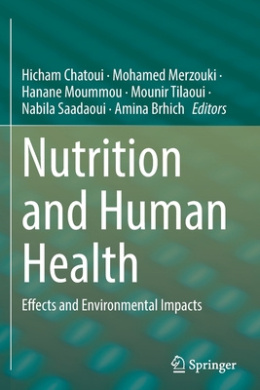 Hicham Chatoui · Mohamed Merzouki ·
Hanane Moummou · Mounir Tilaoui ·
Nabila Saadaoui · Amina Brhich Editors
Nutrition
and Human
Health
Effects and Environmental Impacts
Springer